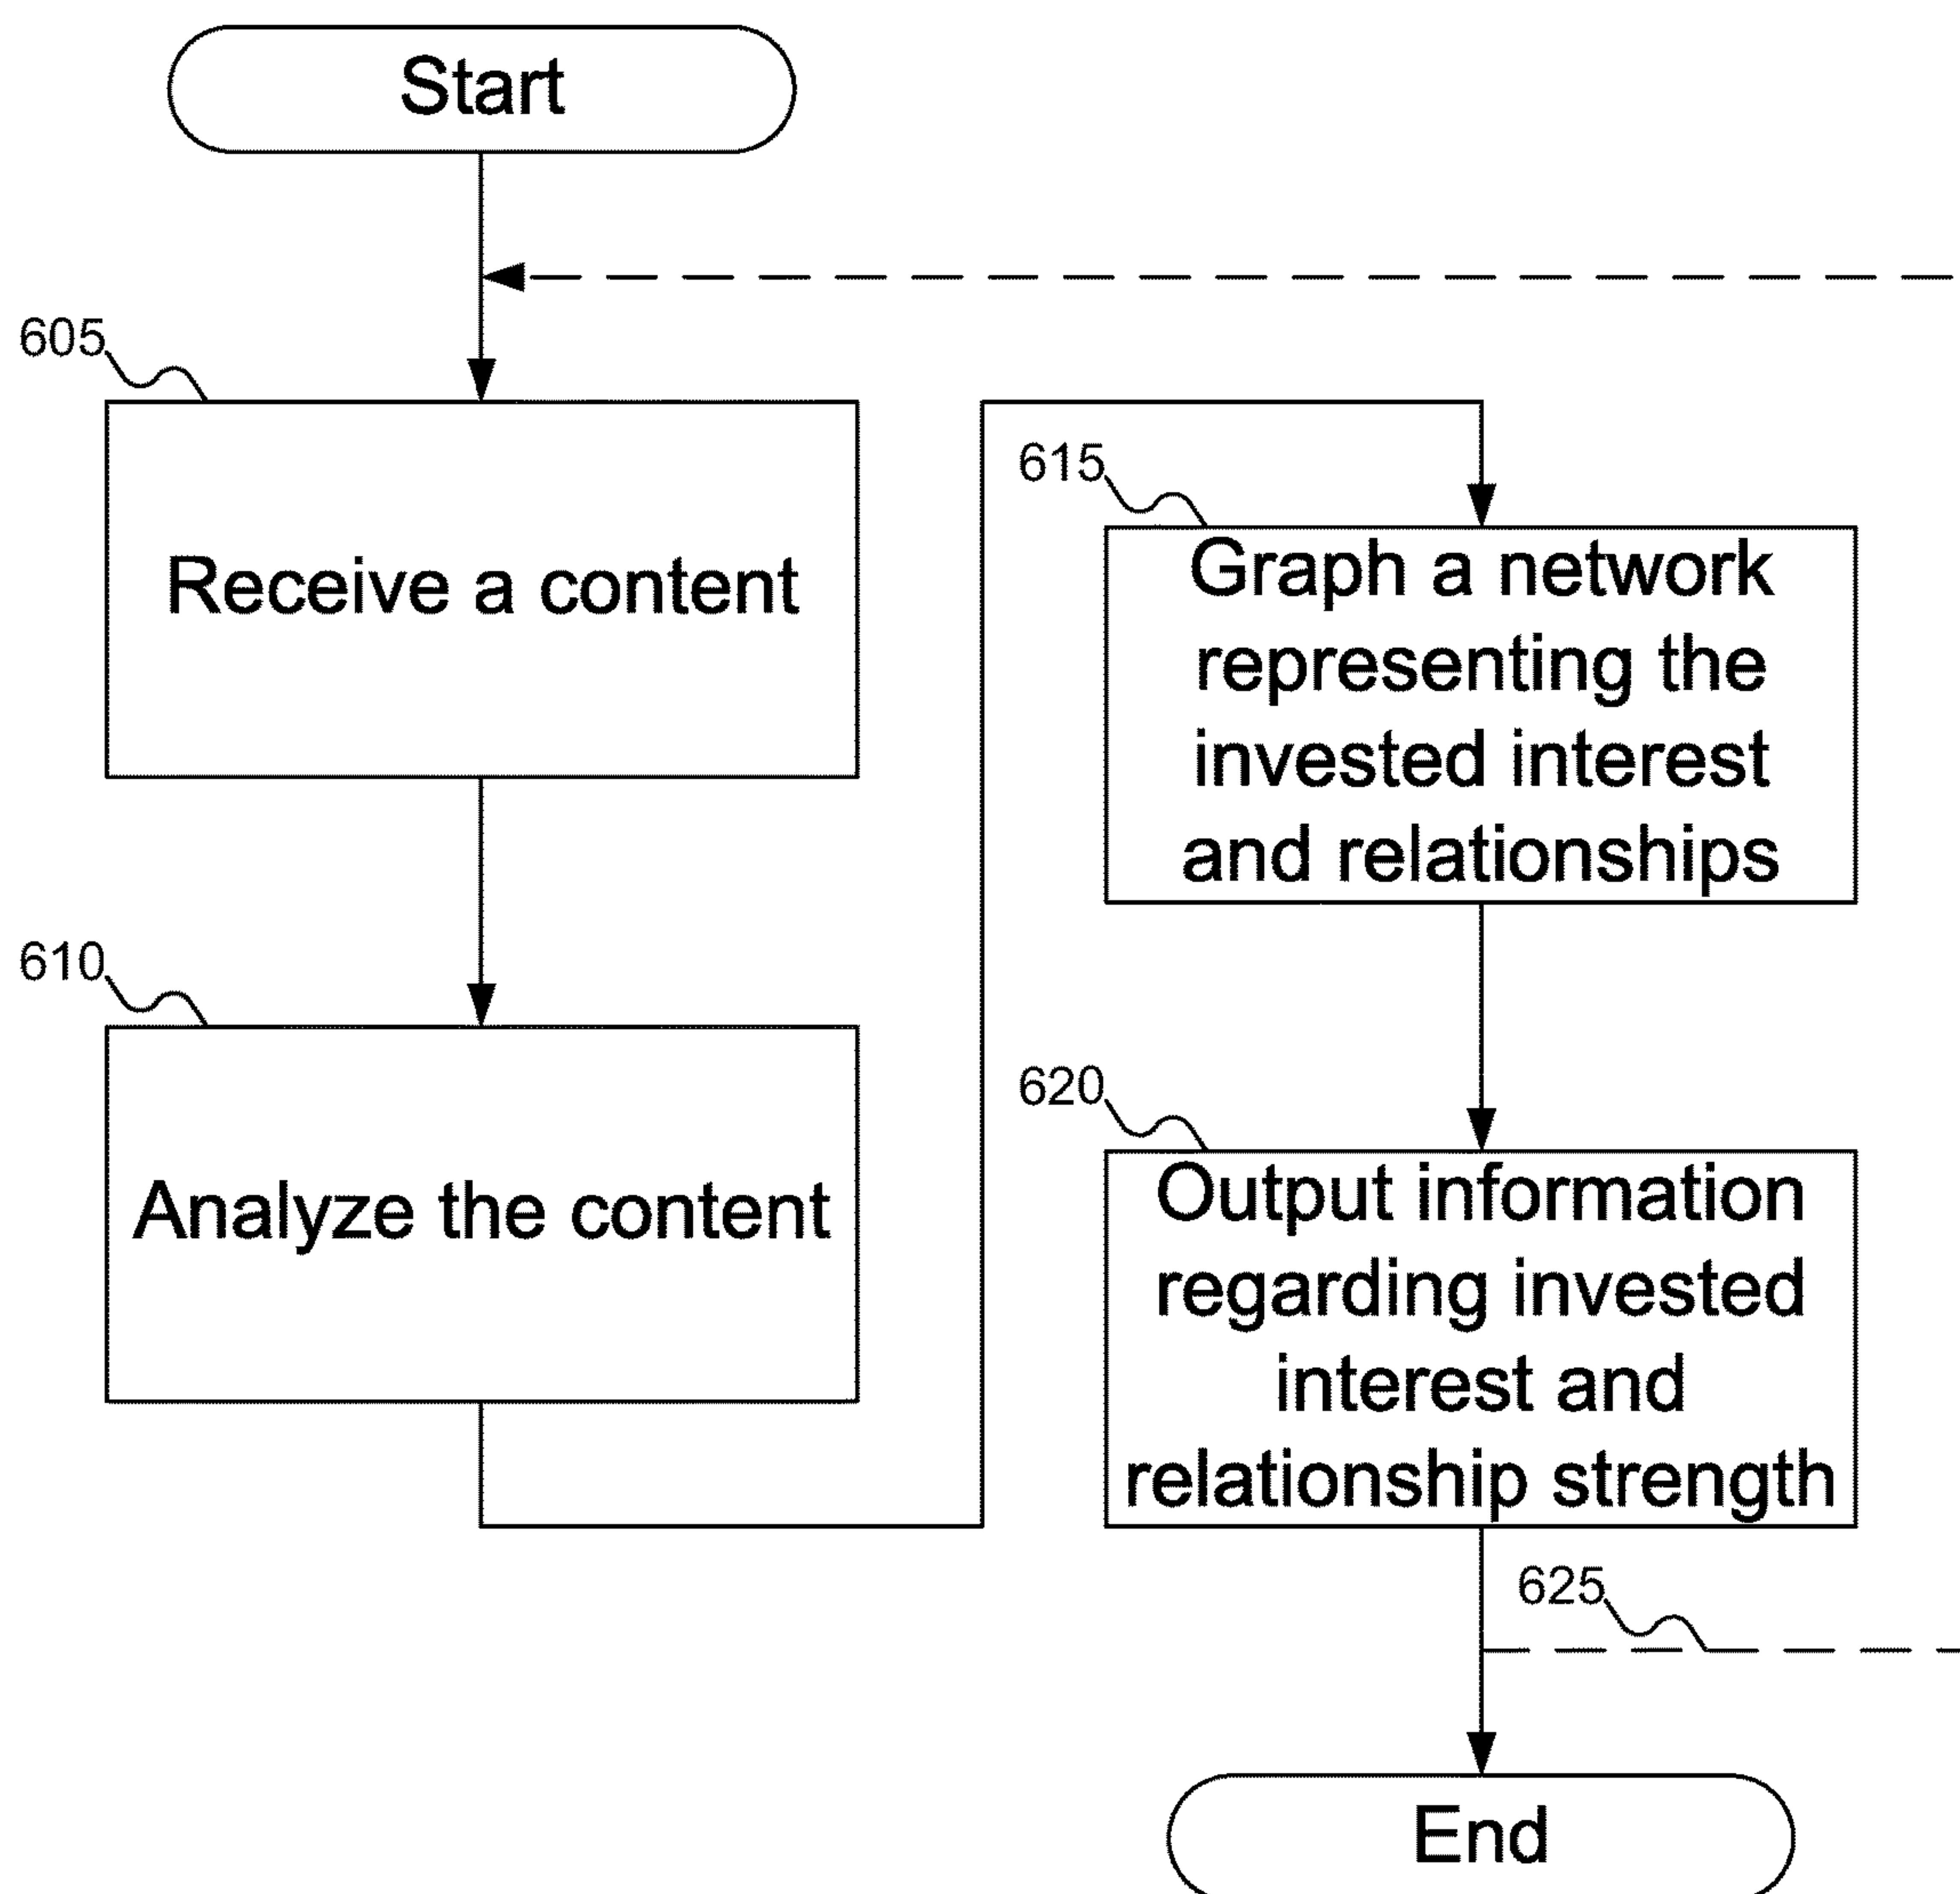 Start
605
Receive a content
610
Analyze the content
615
Graph a network
representing the
invested interest
and relationships
620
Output information
regarding invested
interest and
relationship strength
625
End